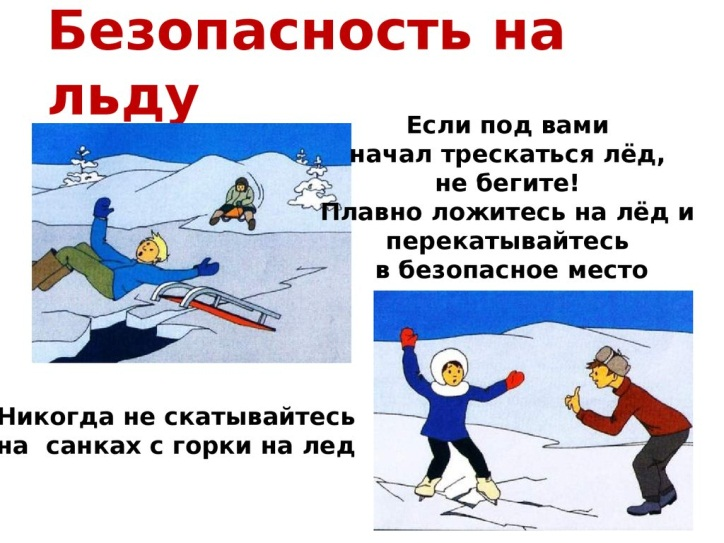 Безопасность на
льду
Если под вами
начал трескаться лёд,
не бегите!
Плавно ложитесь на лёд и
перекатывайтесь
в безопасное место
Никогда не скатывайтесь
на  санках с горки на лед